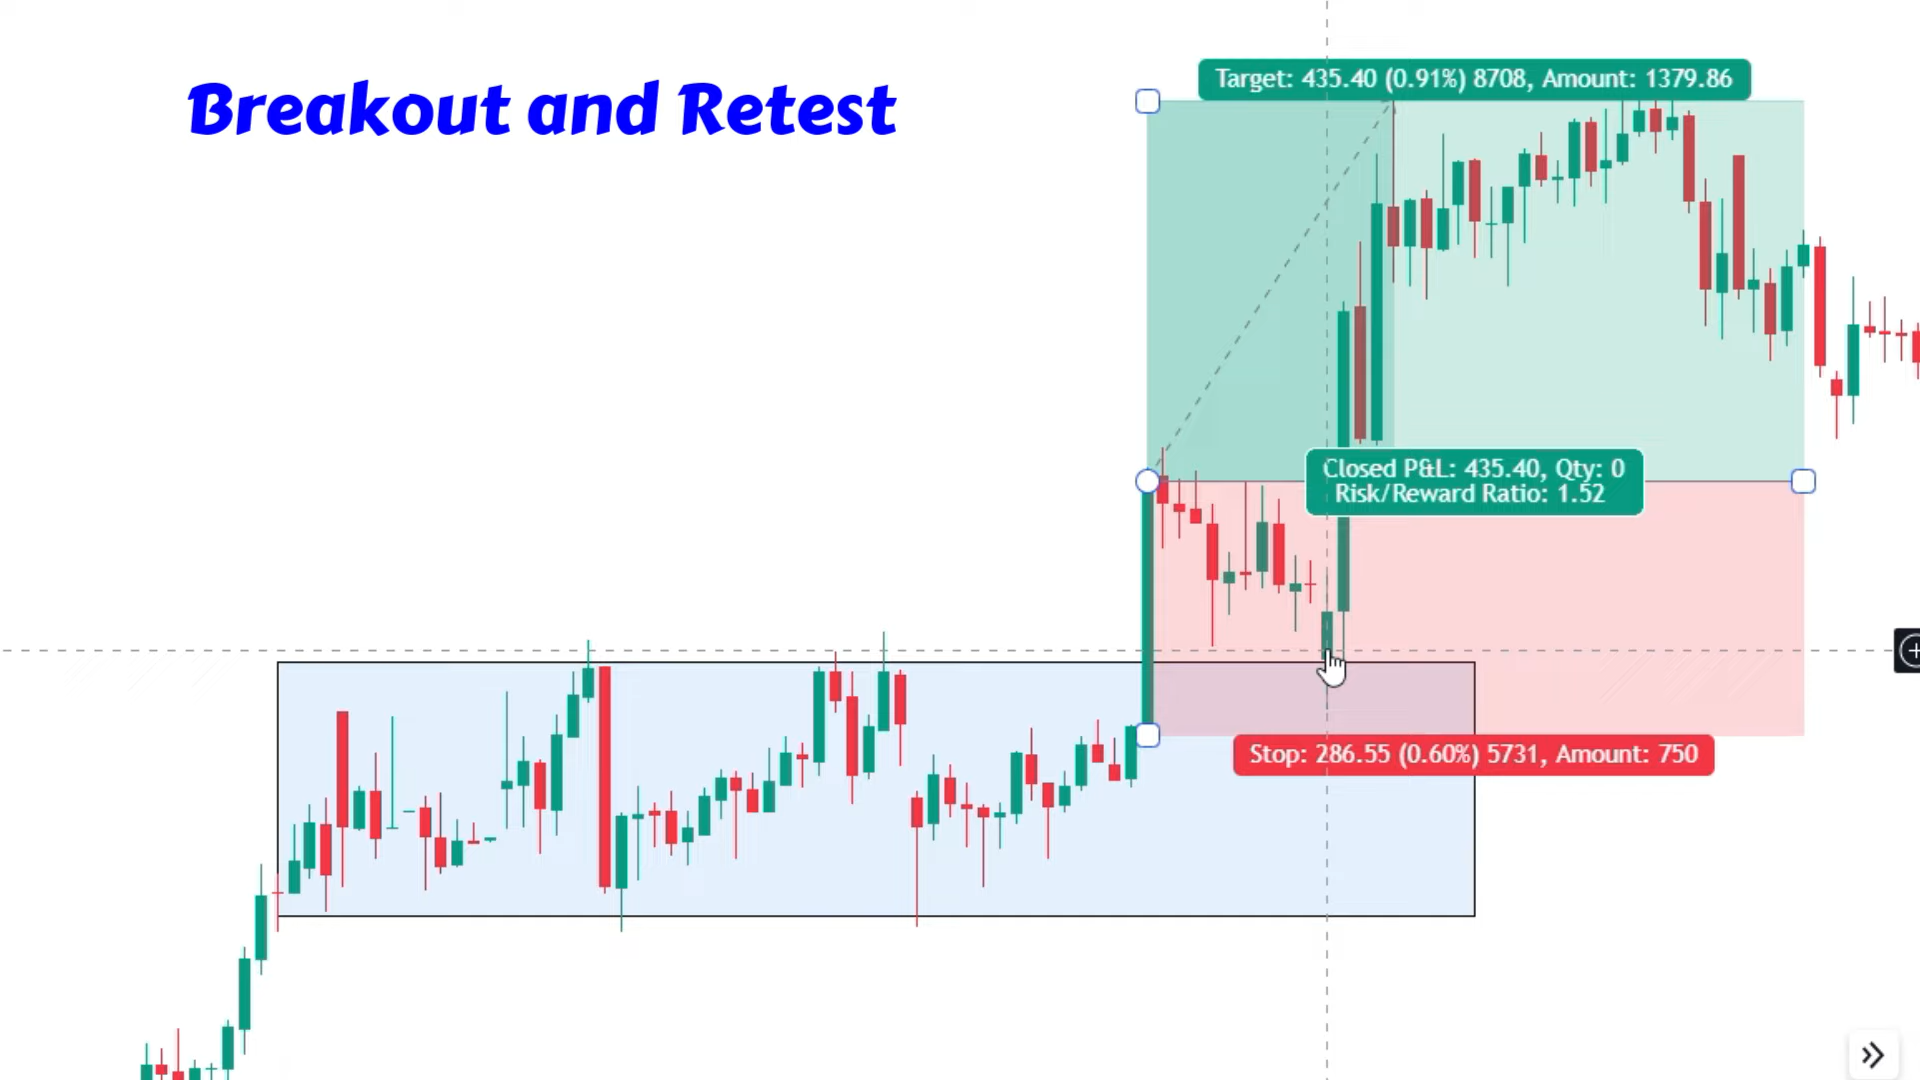 Breakout and Retest
Target: 435.40 (0.91%) 8708, Amount: 1379.86
Closed P&L: 435.40, Qty: 0
Risk/Reward Ratio: 1.52
Stop: 286.55 (0.60%) 5731, Amount: 750